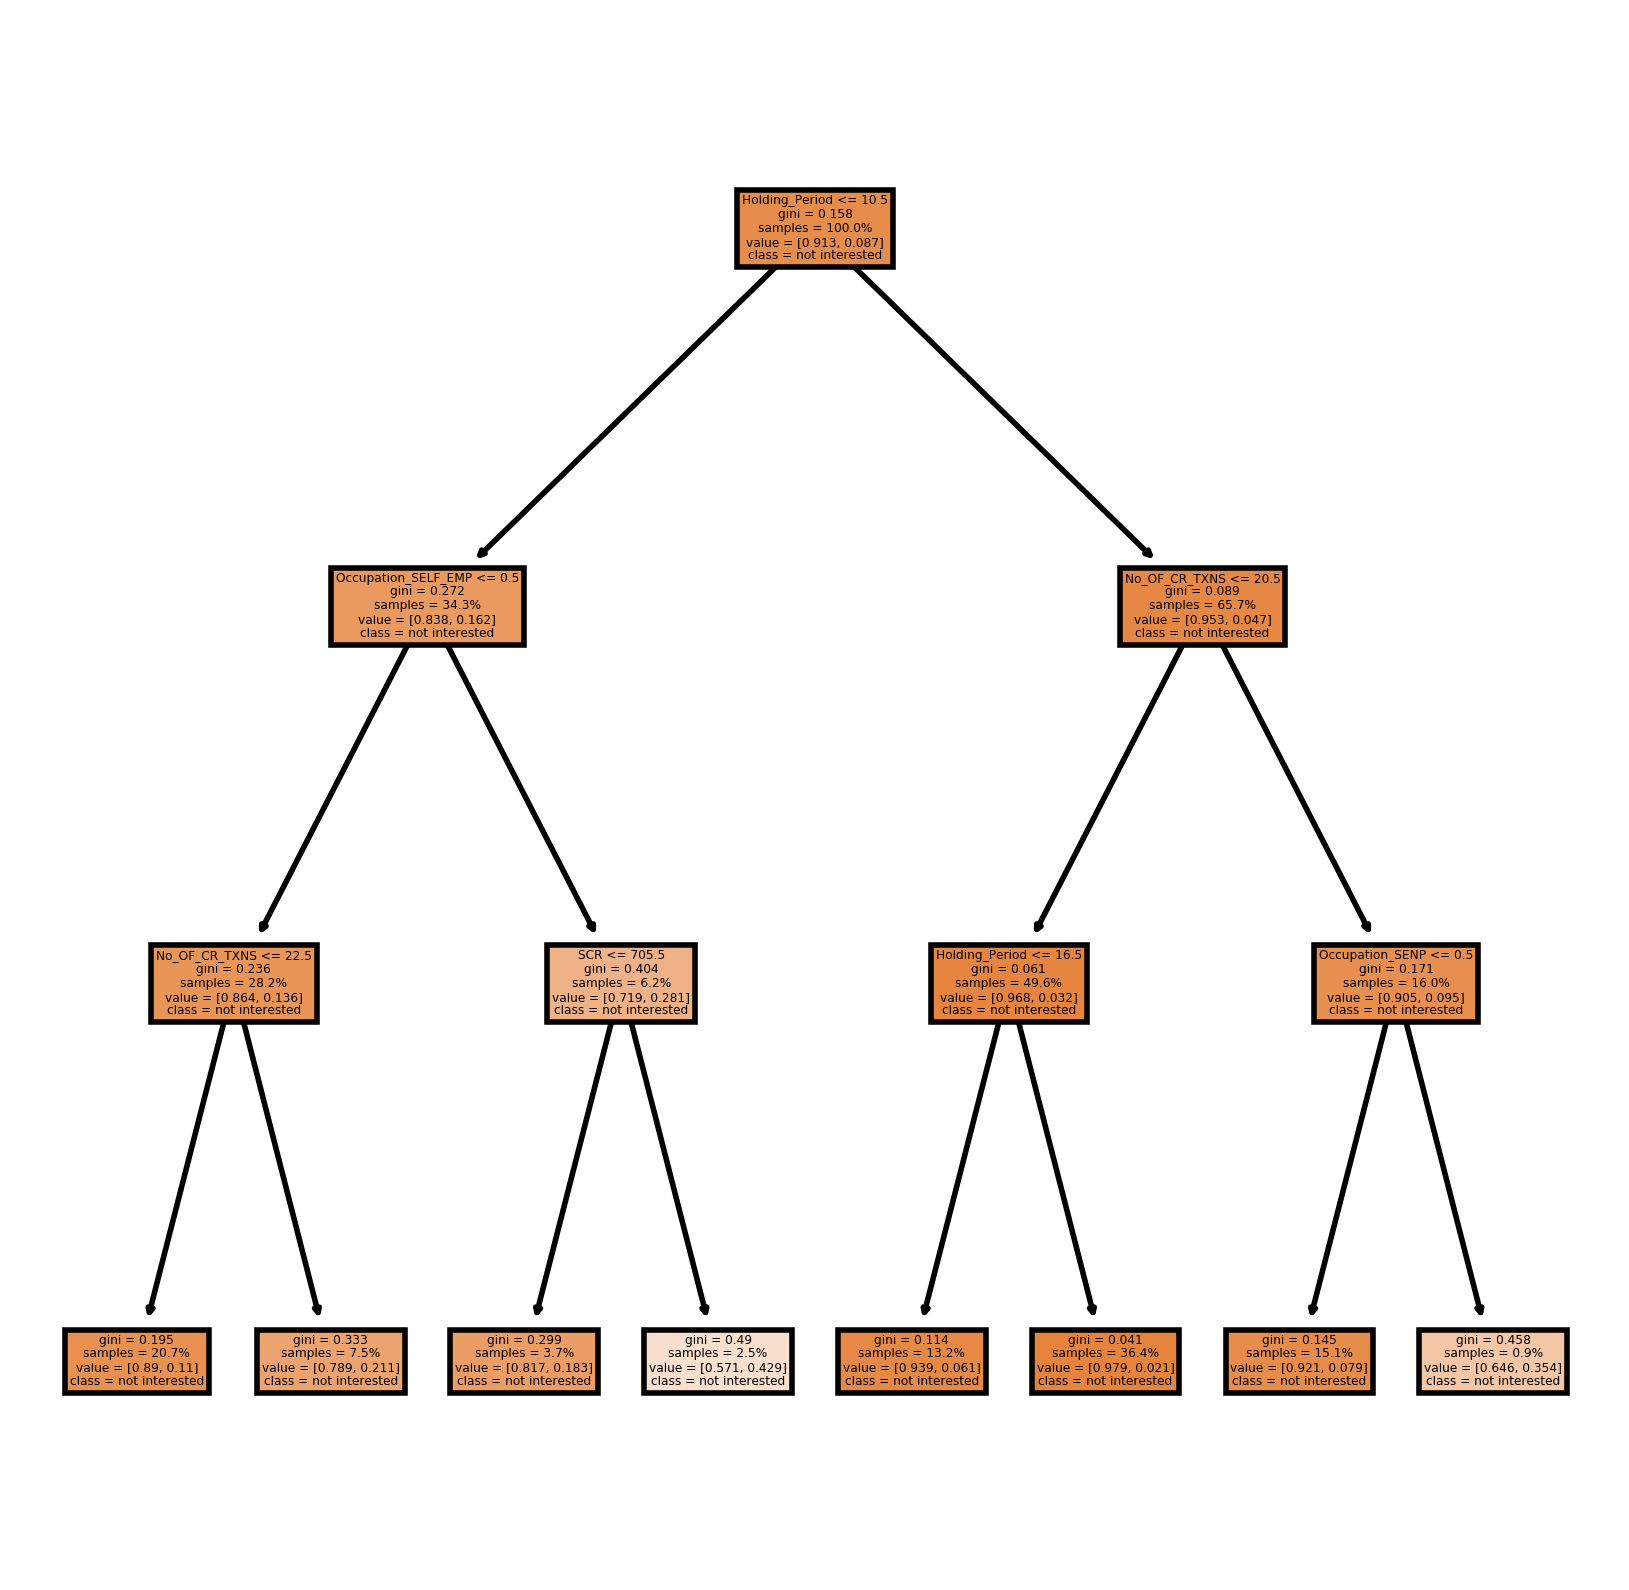 Holding_Period <= 10.5
gini = 0.158
samples = 100.0%
value = [0.913, 0.087]
class = not interested
Occupation_SELF_EMP <= 0.5
gini = 0.272
samples = 34.3%
value = [0.838, 0.162]
class = not interested
No_OF_CR_TXNS <= 20.5
gini = 0.089
samples = 65.7%
value = [0.953, 0.047]
class = not interested
No_OF_CR_TXNS <= 22.5
gini = 0.236
samples = 28.2%
value = [0.864, 0.136]
class = not interested
SCR <= 705.5
gini = 0.404
samples = 6.2%
value = [0.719, 0.281]
class = not interested
Holding_Period <= 16.5
gini = 0.061
samples = 49.6%
value = [0.968, 0.032]
class = not interested
Occupation_SENP <= 0.5
gini = 0.171
samples = 16.0%
value = [0.905, 0.095]
class = not interested
gini = 0.195
samples = 20.7%
value = [0.89, 0.11]
class = not interested
gini = 0.333
samples = 7.5%
value = [0.789, 0.211]
class = not interested
gini = 0.299
samples = 3.7%
value = [0.817, 0.183]
class = not interested
gini = 0.49
samples = 2.5%
value = [0.571, 0.429]
class = not interested
gini = 0.114
samples = 13.2%
value = [0.939, 0.061]
class = not interested
gini = 0.041
samples = 36.4%
value = [0.979, 0.021]
class = not interested
gini = 0.145
samples = 15.1%
value = [0.921, 0.079]
class = not interested
gini = 0.458
samples = 0.9%
value = [0.646, 0.354]
class = not interested